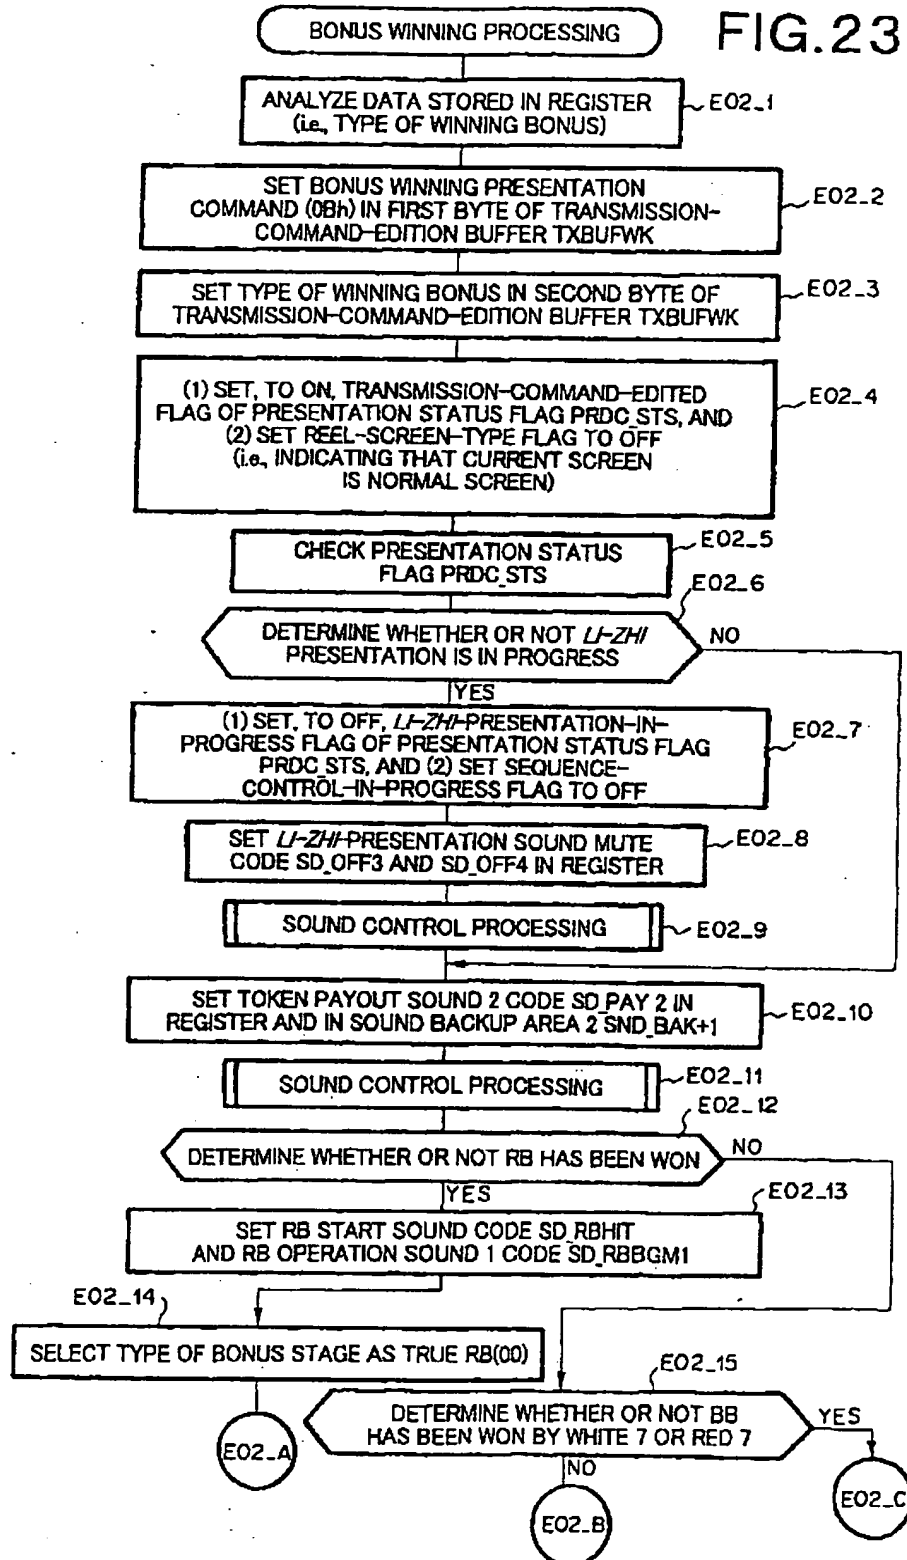 FIG.23
BONUS WINNING PROCESSING
ANALYZE DATA STORED IN REGISTER
(i.e., TYPE OF WINNING BONUS)
E02_1
SET BONUS WINNING PRESENTATION
COMMAND (0Bh) IN FIRST BYTE OF TRANSMISSION-
COMMAND-EDITION BUFFER TXBUFWK
E02_2
SET TYPE OF WINNING BONUS IN SECOND BYTE OF
TRANSMISSION-COMMAND-EDITION BUFFER TXBUFWK
E02_3
(1) SET, TO ON, TRANSMISSION-COMMAND-EDITED
FLAG OF PRESENTATION STATUS FLAG PRDC_STS, AND
(2) SET REEL-SCREEN-TYPE FLAG TO OFF
(i.e., INDICATING THAT CURRENT SCREEN
IS NORMAL SCREEN)
E02_4
CHECK PRESENTATION STATUS
FLAG PRDC_STS
E02_5
E02_6
DETERMINE WHETHER OR NOT LI-ZHI
PRESENTATION IS IN PROGRESS
NO
YES
(1) SET, TO OFF, LI-ZHI-PRESENTATION-IN-
PROGRESS FLAG OF PRESENTATION STATUS FLAG
PRDC_STS, AND (2) SET SEQUENCE-
CONTROL-IN-PROGRESS FLAG TO OFF
E02_7
SET LI-ZHI-PRESENTATION SOUND MUTE
CODE SD_OFF3 AND SD_OFF4 IN REGISTER
E02_8
SOUND CONTROL PROCESSING
E02_9
SET TOKEN PAYOUT SOUND 2 CODE SD_PAY 2 IN
REGISTER AND IN SOUND BACKUP AREA 2 SND_BAK+1
E02_10
SOUND CONTROL PROCESSING
E02_11
E02_12
DETERMINE WHETHER OR NOT RB HAS BEEN WON
NO
YES
E02_13
SET RB START SOUND CODE SD_RBHIT
AND RB OPERATION SOUND 1 CODE SD_RBBGM1
E02_14
SELECT TYPE OF BONUS STAGE AS TRUE RB(00)
E02_15
DETERMINE WHETHER OR NOT BB
HAS BEEN WON BY WHITE 7 OR RED 7
YES
NO
E02_A
E02_B
E02_C